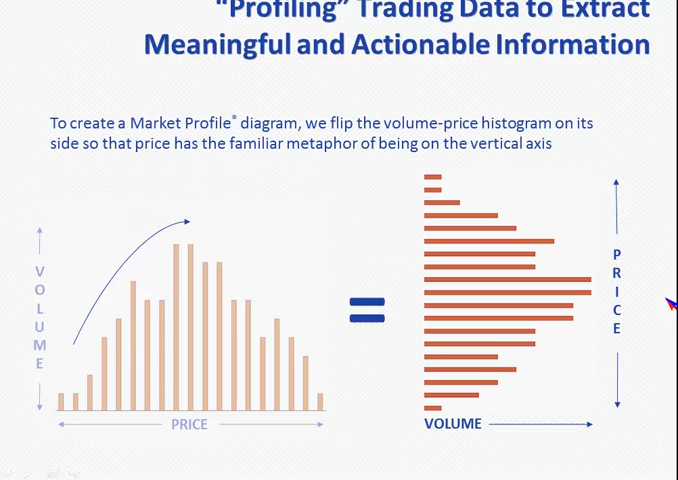 "Profiling" Trading Data to Extract
Meaningful and Actionable Information
To create a Market Profile® diagram, we flip the volume-price histogram on its
side so that price has the familiar metaphor of being on the vertical axis
VOLUME
PRICE
=
PRICE
VOLUME